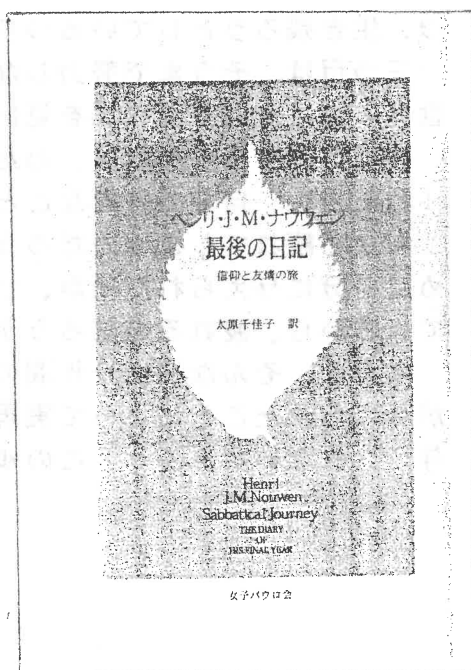 ヘンリ・J・M・ナウウェン
最後の日記
信仰と友情の旅
太原千佳子 訳
Henri
J.M.Nouwen
Sabbatical Journey
THE DIARY
OF
HIS FINAL YEAR
女子パウロ会